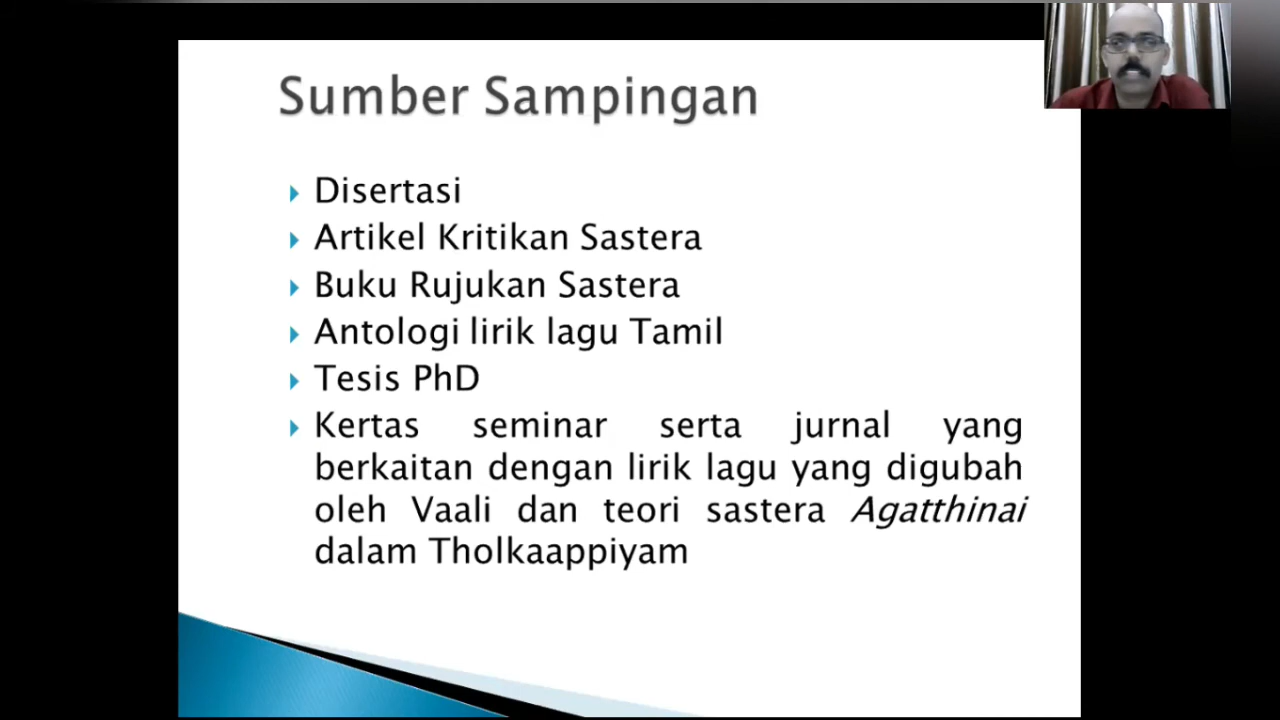 Sumber Sampingan
Disertasi
Artikel Kritikan Sastera
Buku Rujukan Sastera
Antologi lirik lagu Tamil
Tesis PhD
Kertas seminar serta jurnal yang
berkaitan dengan lirik lagu yang digubah
oleh Vaali dan teori sastera Agatthinai
dalam Tholkaappiyam